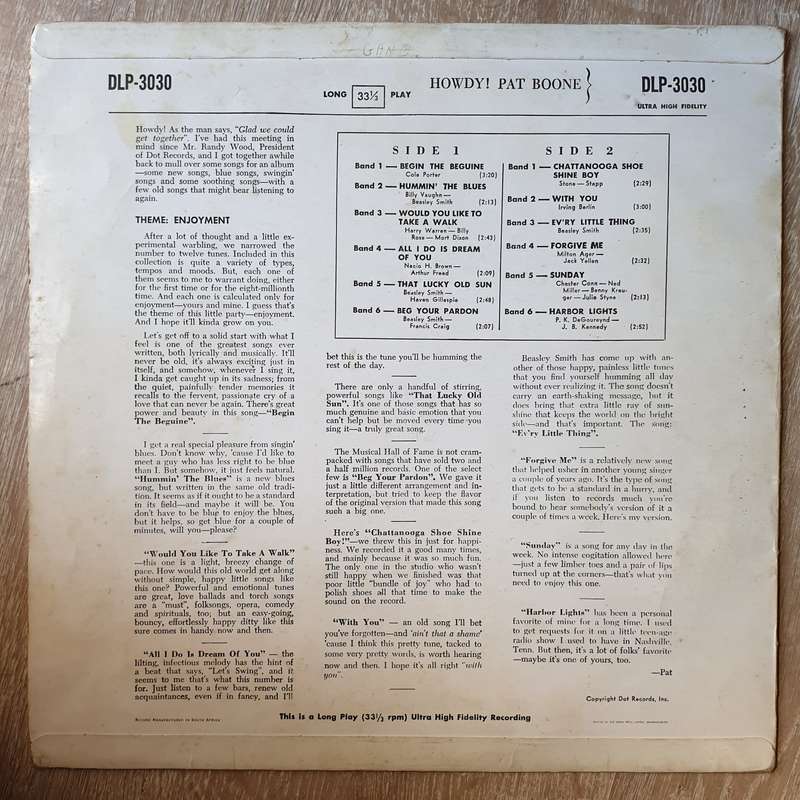 DLP-3030
LONG 33⅓ PLAY
HOWDY! PAT BOONE
DLP-3030
ULTRA HIGH FIDELITY
Howdy! As the man says, "Glad we could
get together". I've had this meeting in
mind since Mr. Randy Wood, President
of Dot Records, and I got together awhile
back to mull over some songs for an album
—some new songs, blue songs, swingin'
songs and some soothing songs—with a
few old songs that might bear listening to
again.
THEME: ENJOYMENT
After a lot of thought and a little ex-
perimental warbling, we narrowed the
number to twelve tunes. Included in this
collection is quite a variety of types,
tempos and moods. But, each one of
them seems to me to warrant doing, either
for the first time or for the eight-millionth
time. And each one is calculated only for
enjoyment—yours and mine. I guess that's
the theme of this little party—enjoyment.
And I hope it'll kinda grow on you.
Let's get off to a solid start with what I
feel is one of the greatest songs ever
written, both lyrically and musically. It'll
never be old, it's always exciting just in
itself, and somehow, whenever I sing it,
I kinda get caught up in its sadness; from
the quiet, painfully tender memories it
recalls to the fervent, passionate cry of a
love that can never be again. There's great
power and beauty in this song—"Begin
The Beguine".
I get a real special pleasure from singin'
blues. Don't know why, 'cause I'd like to
meet a guy who has less right to be blue
than I. But somehow, it just feels natural.
"Hummin' The Blues" is a new blues
song, but written in the same old tradi-
tion. It seems as if it ought to be a standard
in its field—and maybe it will be. You
don't have to be blue to enjoy the blues,
but it helps, so get blue for a couple of
minutes, will you—please?
"Would You Like To Take A Walk"
—this one is a light, breezy change of
pace. How would this old world get along
without simple, happy little songs like
this one? Powerful and emotional tunes
are great, love ballads and torch songs
are a "must", folksongs, opera, comedy
and spirituals, too; but an easy-going,
bouncy, effortlessly happy ditty like this
sure comes in handy now and then.
"All I Do Is Dream Of You" — the
lilting, infectious melody has the hint of
a beat that says, "Let's Swing", and it
seems to me that's what this number is
for. Just listen to a few bars, renew old
acquaintances, even if in fancy, and I'll
SIDE 1
Band 1 — BEGIN THE BEGUINE
Cole Porter (3:20)
Band 2 — HUMMIN' THE BLUES
Billy Vaughn —
Beasley Smith (2:13)
Band 3 — WOULD YOU LIKE TO
TAKE A WALK
Harry Warren — Billy
Rose — Mort Dixon (2:43)
Band 4 — ALL I DO IS DREAM
OF YOU
Nacio H. Brown —
Arthur Freed (2:09)
Band 5 — THAT LUCKY OLD SUN
Beasley Smith —
Haven Gillespie (2:48)
Band 6 — BEG YOUR PARDON
Beasley Smith —
Francis Craig (2:07)
SIDE 2
Band 1 — CHATTANOOGA SHOE
SHINE BOY
Stone — Stapp (2:29)
Band 2 — WITH YOU
Irving Berlin (3:00)
Band 3 — EV'RY LITTLE THING
Beasley Smith (2:35)
Band 4 — FORGIVE ME
Milton Ager —
Jack Yellen (2:32)
Band 5 — SUNDAY
Chester Conn — Ned
Miller — Benny Kreu-
ger — Julie Styne (2:13)
Band 6 — HARBOR LIGHTS
P. K. DeGoureynd —
J. B. Kennedy (2:52)
bet this is the tune you'll be humming the
rest of the day.
There are only a handful of stirring,
powerful songs like "That Lucky Old
Sun". It's one of those songs that has so
much genuine and basic emotion that you
can't help but be moved every time you
sing it—a truly great song.
The Musical Hall of Fame is not cram-
packed with songs that have sold two and
a half million records. One of the select
few is "Beg Your Pardon". We gave it
just a little different arrangement and in-
terpretation, but tried to keep the flavor
of the original version that made this song
such a big one.
Here's "Chattanooga Shoe Shine
Boy!"—we threw this in just for happi-
ness. We recorded it a good many times,
and mainly because it was so much fun.
The only one in the studio who wasn't
still happy when we finished was that
poor little "bundle of joy" who had to
polish shoes all that time to make the
sound on the record.
"With You" — an old song I'll bet
you've forgotten—and 'ain't that a shame'
'cause I think this pretty tune, tacked to
some very pretty words, is worth hearing
now and then. I hope it's all right "with
you".
Beasley Smith has come up with an-
other of those happy, painless little tunes
that you find yourself humming all day
without ever realizing it. The song doesn't
carry an earth-shaking message, but it
does bring that extra little ray of sun-
shine that keeps the world on the bright
side—and that's important. The song:
"Ev'ry Little Thing".
"Forgive Me" is a relatively new song
that helped usher in another young singer
a couple of years ago. It's the type of song
that gets to be a standard in a hurry, and
if you listen to records much you're
bound to hear somebody's version of it a
couple of times a week. Here's my version.
"Sunday" is a song for any day in the
week. No intense cogitation allowed here
—just a few limber toes and a pair of lips
turned up at the corners—that's what you
need to enjoy this one.
"Harbor Lights" has been a personal
favorite of mine for a long time. I used
to get requests for it on a little teen-age
radio show I used to have in Nashville,
Tenn. But then, it's a lot of folks' favorite
—maybe it's one of yours, too.
—Pat
Copyright Dot Records, Inc.
RECORD MANUFACTURED IN SOUTH AFRICA
This is a Long Play (33⅓ rpm) Ultra High Fidelity Recording